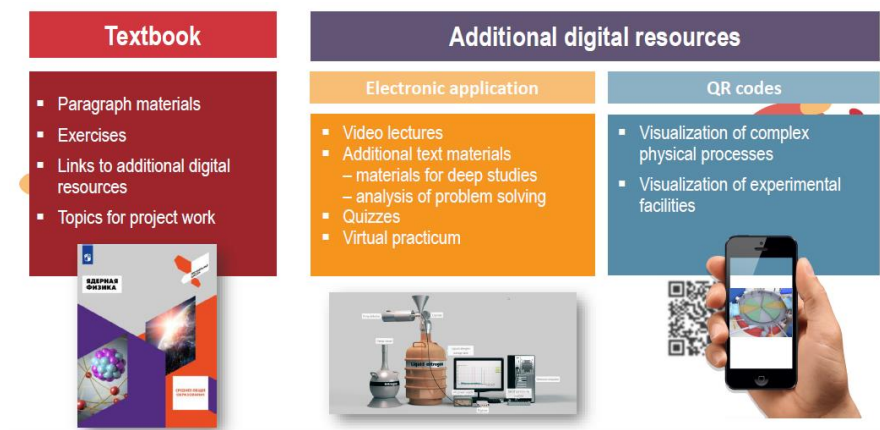 Textbook
▪ Paragraph materials
▪ Exercises
▪ Links to additional digital
resources
▪ Topics for project work
ЯДЕРНАЯ
ФИЗИКА
Additional digital resources
Electronic application
▪ Video lectures
▪ Additional text materials
– materials for deep studies
– analysis of problem solving
▪ Quizzes
▪ Virtual practicum
Liquid nitrogen
QR codes
▪ Visualization of complex
physical processes
▪ Visualization of experimental
facilities